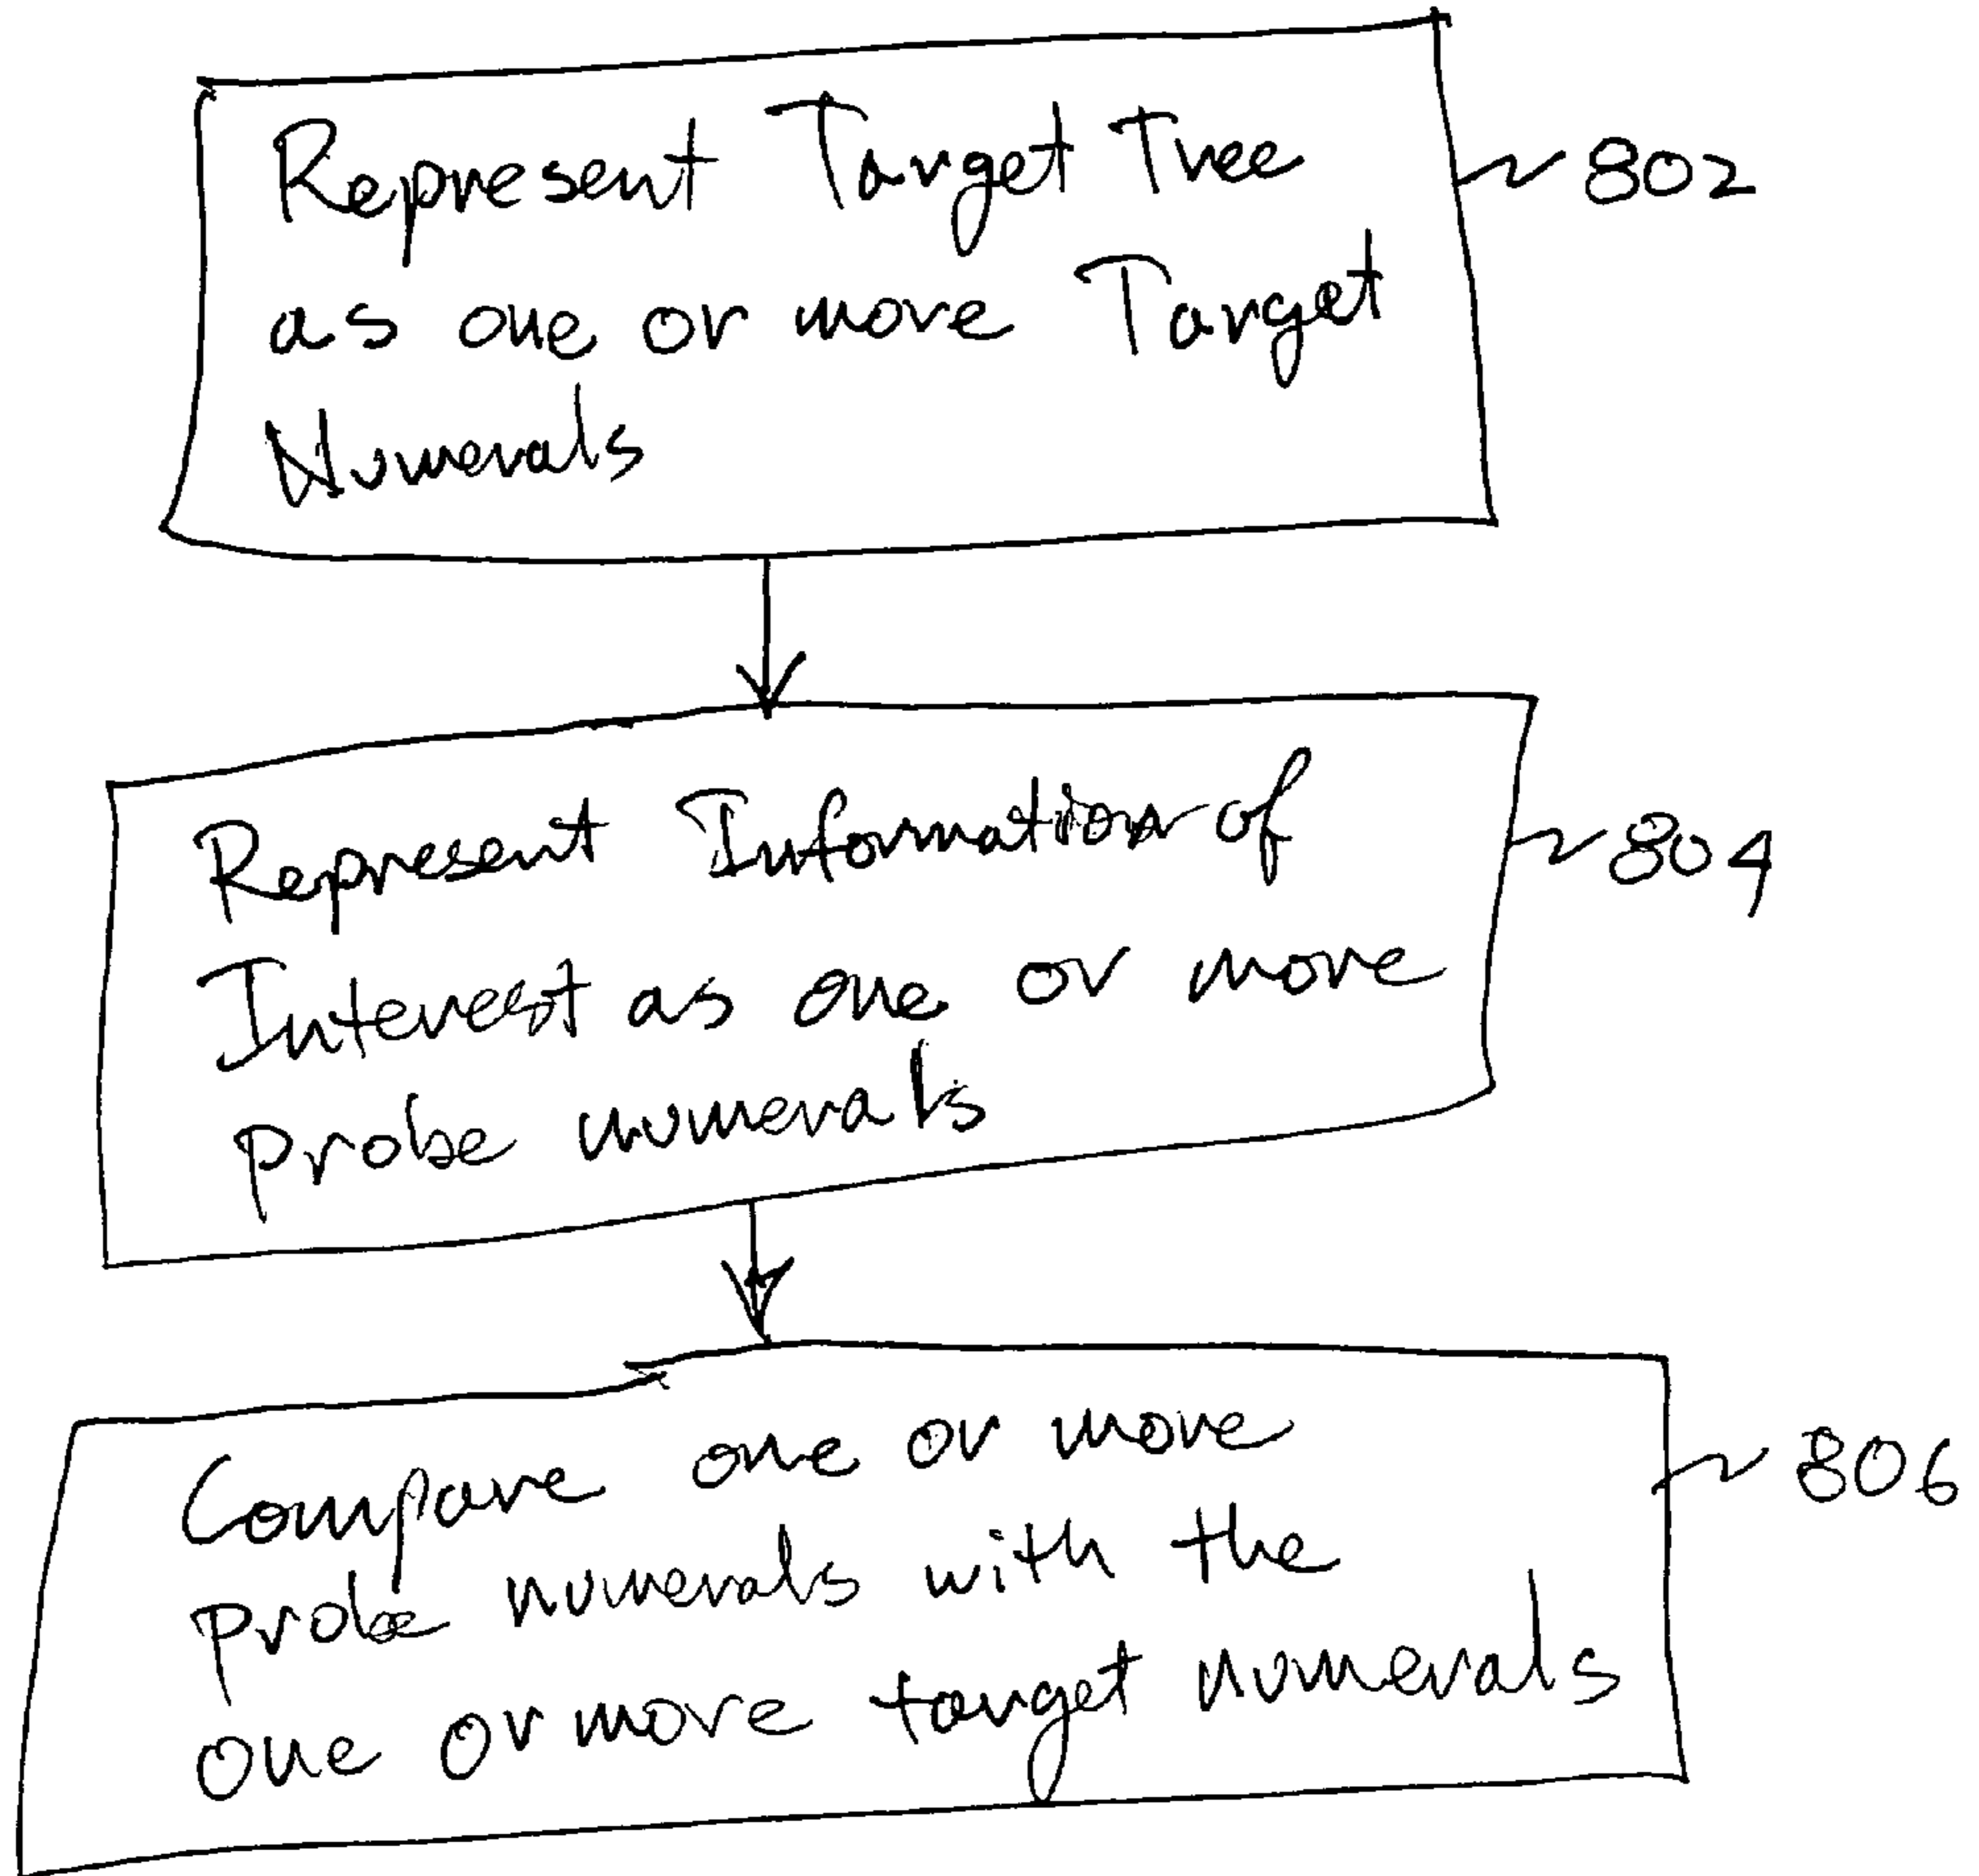 Represent Target Tree
as one or more Target
Numerals
802
Represent Information of
Interest as one or more
probe numerals
804
Compare one or more
probe numerals with the
one or more target numerals
806